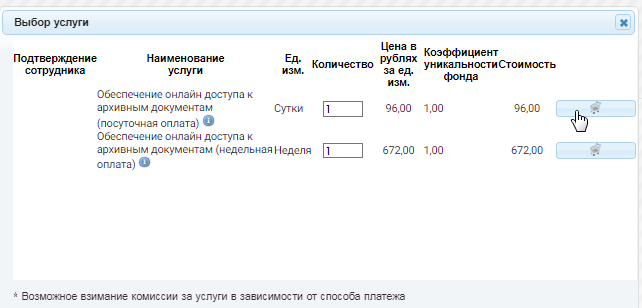 Выбор услуги
Подтверждение
сотрудника
Наименование
услуги
Ед.
изм.
Количество
Цена в
рублях
за ед.
изм.
Коэффициент
уникальности
фонда
Стоимость
Обеспечение онлайн доступа к
архивным документам
(посуточная оплата)
Сутки
1
96,00
1,00
96,00
Обеспечение онлайн доступа к
архивным документам (недельная
оплата)
Неделя
1
672,00
1,00
672,00
* Возможное взимание комиссии за услуги в зависимости от способа платежа